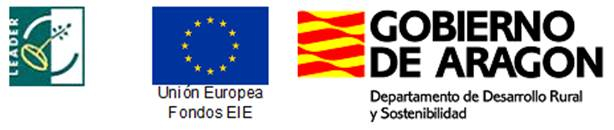 LEADER
Unión Europea
Fondos EIE
GOBIERNO
DE ARAGON
Departamento de Desarrollo Rural
y Sostenibilidad